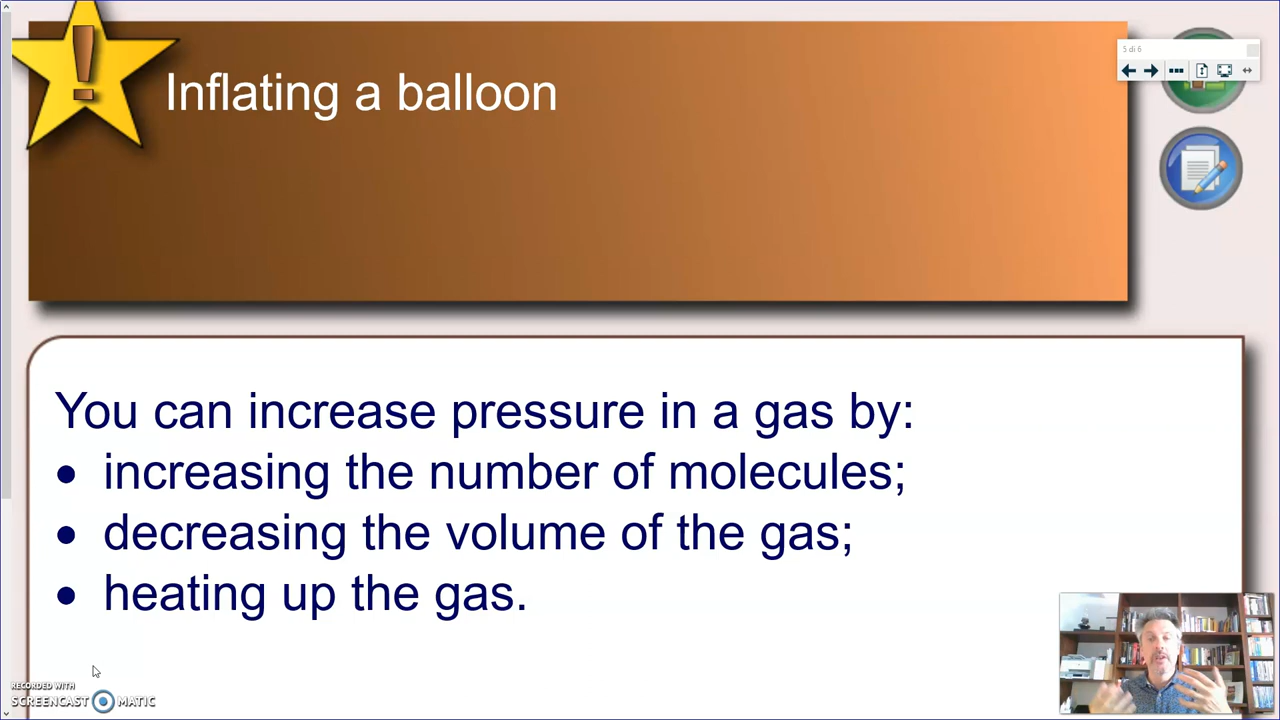 5 di 6
Inflating a balloon
You can increase pressure in a gas by:
• increasing the number of molecules;
• decreasing the volume of the gas;
• heating up the gas.
RECORDED WITH
SCREENCAST MATIC